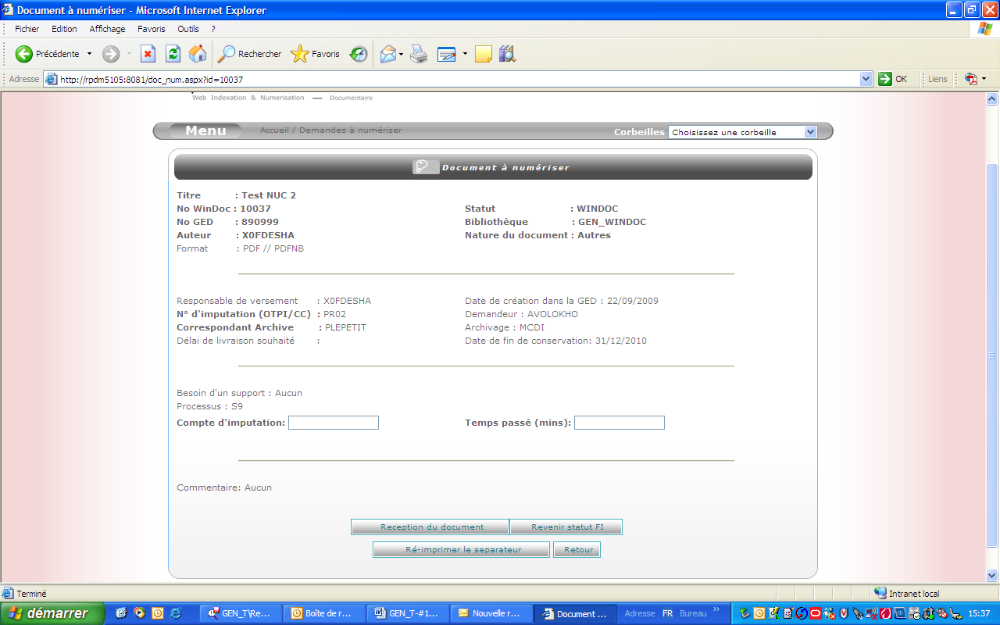 Document à numériser - Microsoft Internet Explorer
Fichier Edition Affichage Favoris Outils ?
Précédente Rechercher Favoris
Adresse http://rpdm5105:8081/doc_num.aspx?id=10037 OK Liens
Web Indexation & Numerisation — Documentaire
Menu Accueil / Demandes à numériser Corbeilles Choisissez une corbeille
Document à numériser
Titre : Test NUC 2
No WinDoc : 10037 Statut : WINDOC
No GED : 890999 Bibliothèque : GEN_WINDOC
Auteur : X0FDESHA Nature du document : Autres
Format : PDF // PDFNB
Responsable de versement : X0FDESHA Date de création dans la GED : 22/09/2009
N° d'imputation (OTPI/CC) : PR02 Demandeur : AVOLOKHO
Correspondant Archive : PLEPETIT Archivage : MCDI
Délai de livraison souhaité : Date de fin de conservation: 31/12/2010
Besoin d'un support : Aucun
Processus : S9
Compte d'imputation: Temps passé (mins):
Commentaire: Aucun
Reception du document Revenir statut FI
Ré-imprimer le separateur Retour
Terminé Intranet local
démarrer GEN_T\Re... Boîte de r... GEN_T-#1... Nouvelle r... Document ... Adresse FR Bureau » 15:37